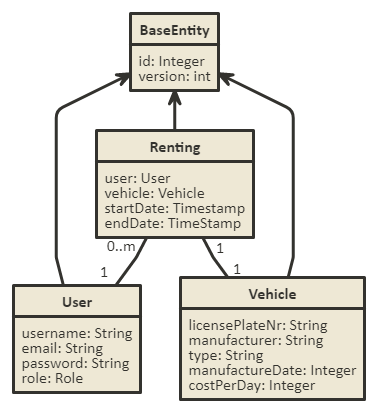 BaseEntity
id: Integer
version: int
Renting
user: User
vehicle: Vehicle
startDate: Timestamp
endDate: TimeStamp
0..m
1
1
1
User
username: String
email: String
password: String
role: Role
Vehicle
licensePlateNr: String
manufacturer: String
type: String
manufactureDate: Integer
costPerDay: Integer